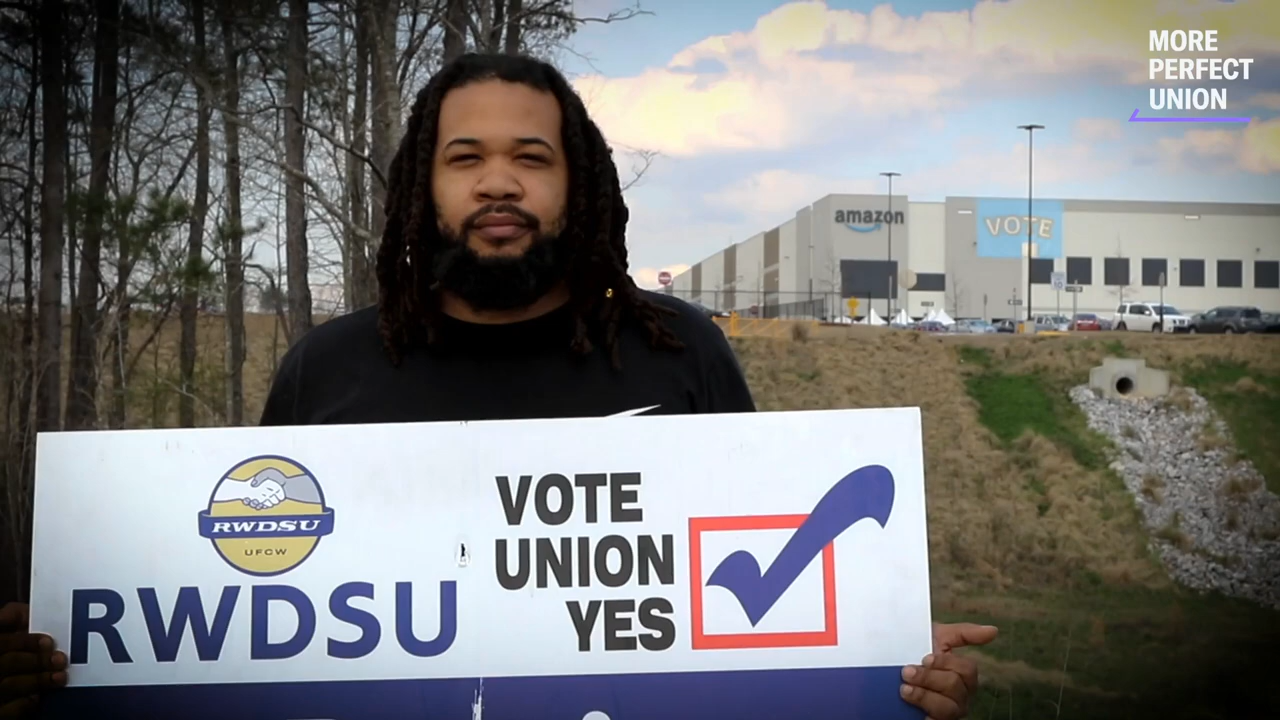 MORE
PERFECT
UNION
amazon
VOTE
RWDSU
UFCW
RWDSU
VOTE
UNION
YES